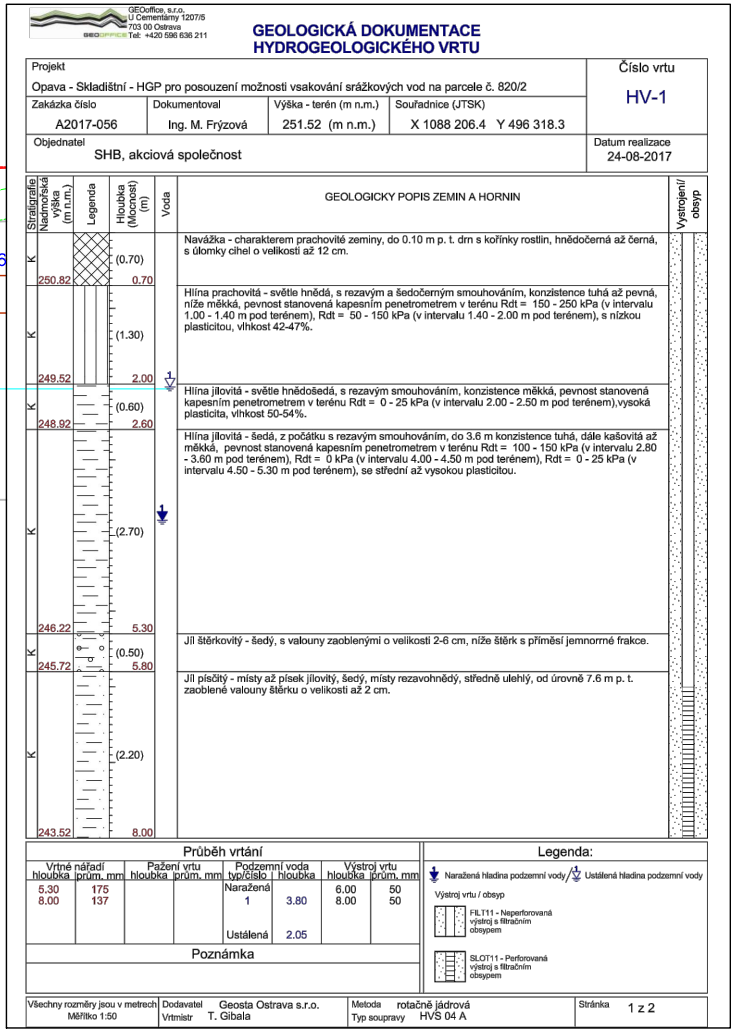 GEOoffice, s.r.o.
U Cementárny 1207/5
703 00 Ostrava
Tel: +420 596 636 211
GEOOFFICE
GEOLOGICKÁ DOKUMENTACE
HYDROGEOLOGICKÉHO VRTU
Projekt
Opava - Skladištní - HGP pro posouzení možnosti vsakování srážkových vod na parcele č. 820/2
Číslo vrtu
HV-1
Zakázka číslo
A2017-056
Dokumentoval
Ing. M. Frýzová
Výška - terén (m n.m.)
251.52 (m n.m.)
Souřadnice (JTSK)
X 1088 206.4 Y 496 318.3
Objednatel
SHB, akciová společnost
Datum realizace
24-08-2017
Stratigrafie
Nadmořská
výška
(m n.m.)
Legenda
Hloubka
(Mocnost)
(m)
Voda
GEOLOGICKY POPIS ZEMIN A HORNIN
Vystrojení/
obsyp
K
250.82
(0.70)
0.70
Navážka - charakterem prachovité zeminy, do 0.10 m p. t. drn s kořínky rostlin, hnědočerná až černá,
s úlomky cihel o velikosti až 12 cm.
K
249.52
(1.30)
2.00
1
Hlína prachovitá - světle hnědá, s rezavým a šedočerným smouhováním, konzistence tuhá až pevná,
níže měkká, pevnost stanovená kapesním penetrometrem v terénu Rdt = 150 - 250 kPa (v intervalu
1.00 - 1.40 m pod terénem), Rdt = 50 - 150 kPa (v intervalu 1.40 - 2.00 m pod terénem), s nízkou
plasticitou, vlhkost 42-47%.
K
248.92
(0.60)
2.60
Hlína jílovitá - světle hnědošedá, s rezavým smouhováním, konzistence měkká, pevnost stanovená
kapesním penetrometrem v terénu Rdt = 0 - 25 kPa (v intervalu 2.00 - 2.50 m pod terénem),vysoká
plasticita, vlhkost 50-54%.
K
246.22
(2.70)
5.30
1
Hlína jílovitá - šedá, z počátku s rezavým smouhováním, do 3.6 m konzistence tuhá, dále kašovitá až
měkká, pevnost stanovená kapesním penetrometrem v terénu Rdt = 100 - 150 kPa (v intervalu 2.80
- 3.60 m pod terénem), Rdt = 0 kPa (v intervalu 4.00 - 4.50 m pod terénem), Rdt = 0 - 25 kPa (v
intervalu 4.50 - 5.30 m pod terénem), se střední až vysokou plasticitou.
K
245.72
(0.50)
5.80
Jíl štěrkovitý - šedý, s valouny zaoblenými o velikosti 2-6 cm, níže štěrk s příměsí jemnorrné frakce.
K
243.52
(2.20)
8.00
Jíl písčitý - místy až písek jílovitý, šedý, místy rezavohnědý, středně ulehlý, od úrovně 7.6 m p. t.
zaoblené valouny štěrku o velikosti až 2 cm.
Průběh vrtání
Vrtné nářadí
hloubka prům. mm
5.30 175
8.00 137
Pažení vrtu
hloubka prům. mm
Podzemní voda
typ/číslo hloubka
Naražená
1 3.80
Ustálená 2.05
Výstroj vrtu
hloubka prům. mm
6.00 50
8.00 50
Poznámka
Legenda:
Naražená hladina podzemní vody / Ustálená hladina podzemní vody
Výstroj vrtu / obsyp
FILT11 - Neperforovaná
výstroj s filtračním
obsypem
SLOT11 - Perforovaná
výstroj s filtračním
obsypem
Všechny rozměry jsou v metrech
Měřítko 1:50
Dodavatel Geosta Ostrava s.r.o.
Vrtmistr T. Gibala
Metoda rotačně jádrová
Typ soupravy HVS 04 A
Stránka 1 z 2